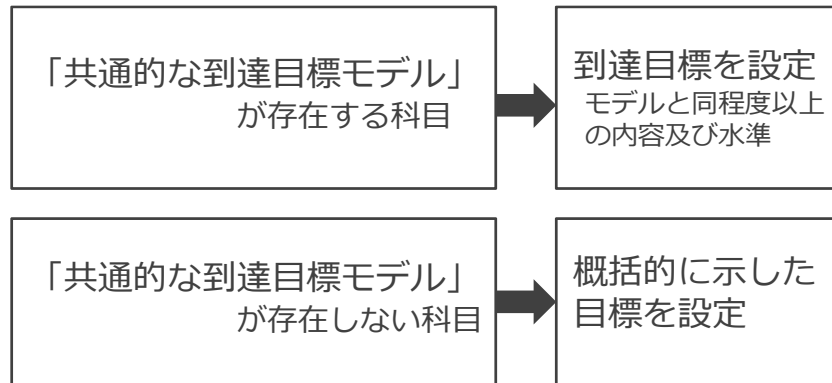 「共通的な到達目標モデル」
が存在する科目
到達目標を設定
モデルと同程度以上
の内容及び水準
「共通的な到達目標モデル」
が存在しない科目
概括的に示した
目標を設定